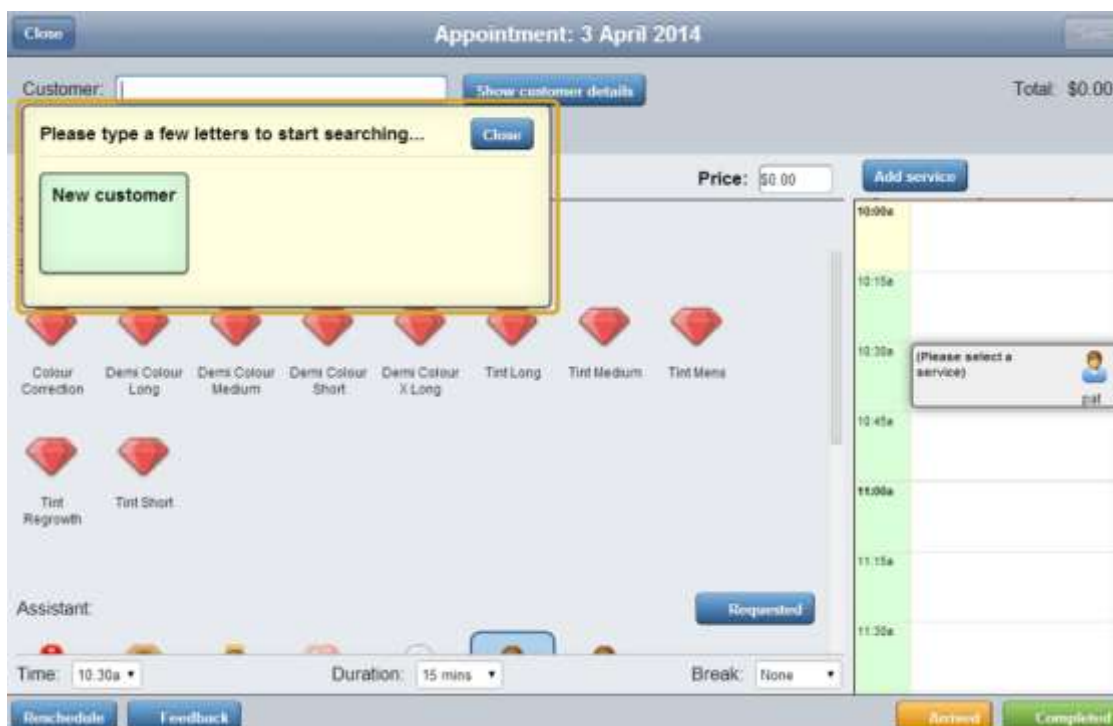 Close
Appointment: 3 April 2014
Save
Customer:
Show customer details
Total: $0.00
Please type a few letters to start searching...
Close
New customer
Price: $0.00
Add service
10:00a
10:15a
10:30a
(Please select a
service)
pat
10:45a
11:00a
11:15a
11:30a
Colour
Correction
Demi Colour
Long
Demi Colour
Medium
Demi Colour
Short
Demi Colour
X Long
Tint Long
Tint Medium
Tint Mens
Tint
Regrowth
Tint Short
Assistant:
Requested
Time: 10.30a
Duration: 15 mins
Break: None
Reschedule
Feedback
Arrived
Completed